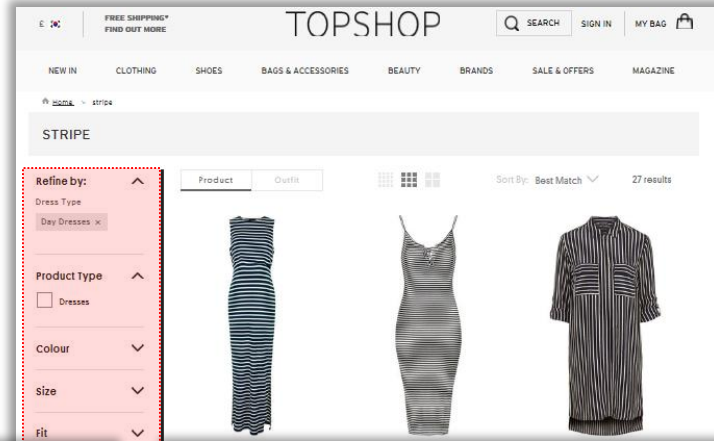 £
FREE SHIPPING*
FIND OUT MORE
TOPSHOP
SEARCH
SIGN IN
MY BAG
NEW IN
CLOTHING
SHOES
BAGS & ACCESSORIES
BEAUTY
BRANDS
SALE & OFFERS
MAGAZINE
Home > stripe
STRIPE
Refine by:
Dress Type
Day Dresses ×
Product Type
Dresses
Colour
Size
Fit
Product
Outfit
Sort By: Best Match
27 results